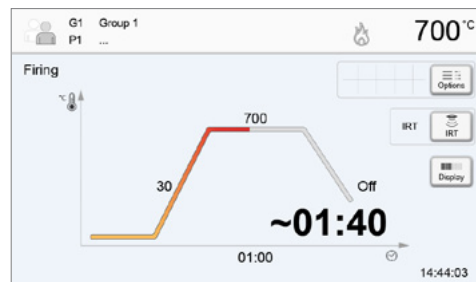 G1 Group 1
P1 ...
700°C
Firing
Options
°C
700
IRT IRT
30
Display
Off
~01:40
01:00
14:44:03